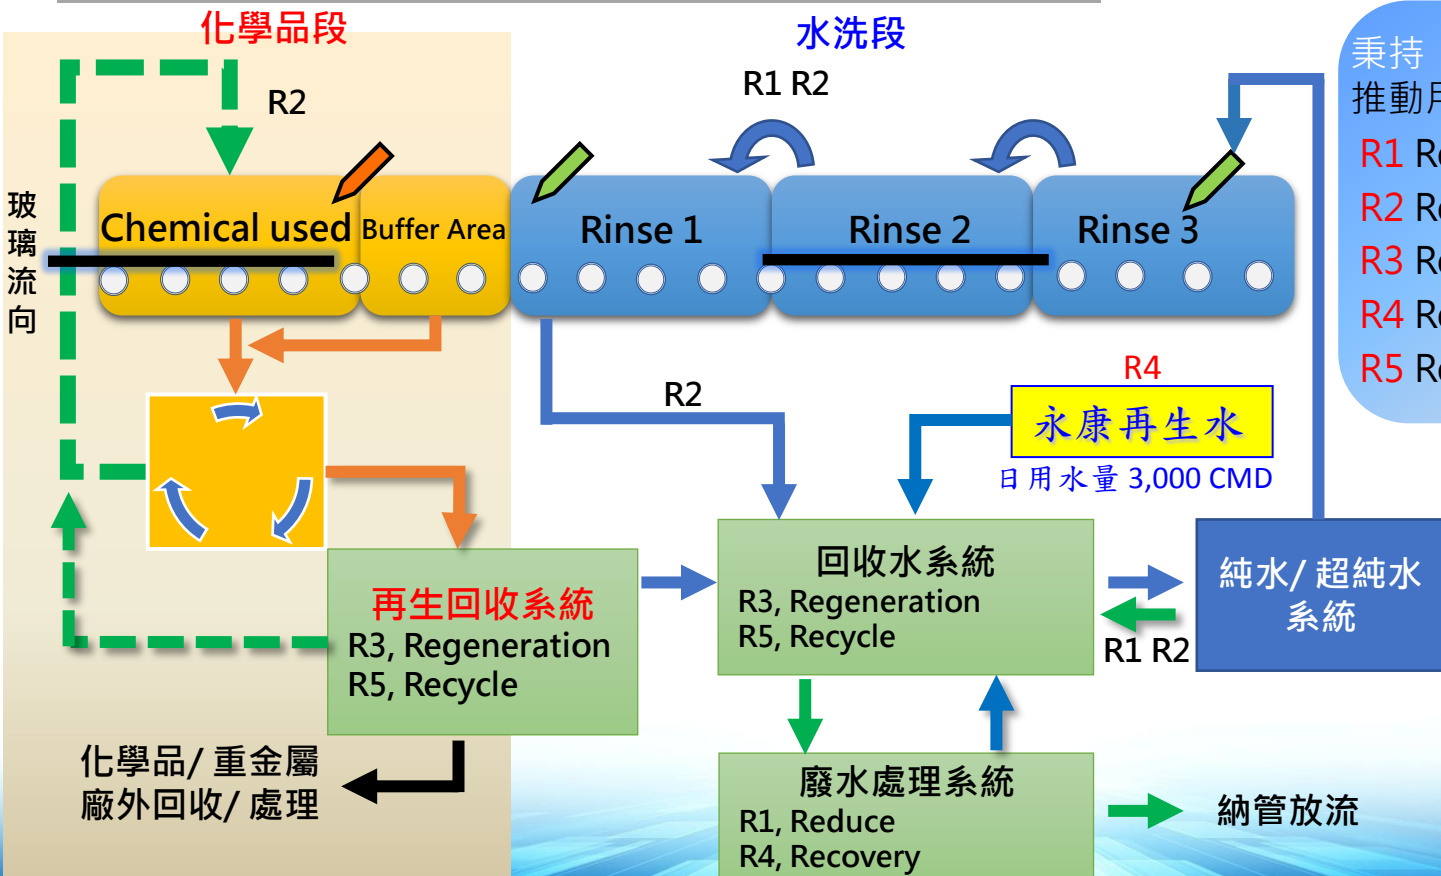 化學品段
水洗段
R2
R1 R2
秉持
推動
R1
R2
R3
R4
R5
玻
璃
流
向
Chemical used
Buffer Area
Rinse 1
Rinse 2
Rinse 3
R2
R4
永康再生水
日用水量 3,000 CMD
再生回收系統
R3, Regeneration
R5, Recycle
回收水系統
R3, Regeneration
R5, Recycle
純水/ 超純水
系統
R1 R2
化學品/ 重金屬
廠外回收/ 處理
廢水處理系統
R1, Reduce
R4, Recovery
納管放流